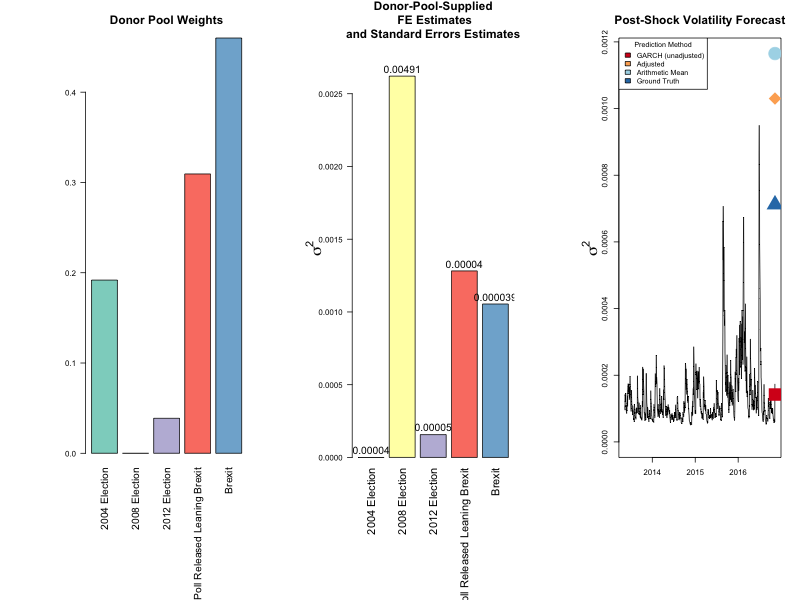 Donor Pool Weights
0.0
0.1
0.2
0.3
0.4
2004 Election
2008 Election
2012 Election
Poll Released Leaning Brexit
Brexit
Donor-Pool-Supplied
FE Estimates
and Standard Errors Estimates
σ2
0.0000
0.0005
0.0010
0.0015
0.0020
0.0025
0.00004
0.00491
0.00005
0.00004
0.000039
2004 Election
2008 Election
2012 Election
oll Released Leaning Brexit
Brexit
Post-Shock Volatility Forecast
σ2
0.0000
0.0002
0.0004
0.0006
0.0008
0.0010
0.0012
Prediction Method
GARCH (unadjusted)
Adjusted
Arithmetic Mean
Ground Truth
2014
2015
2016